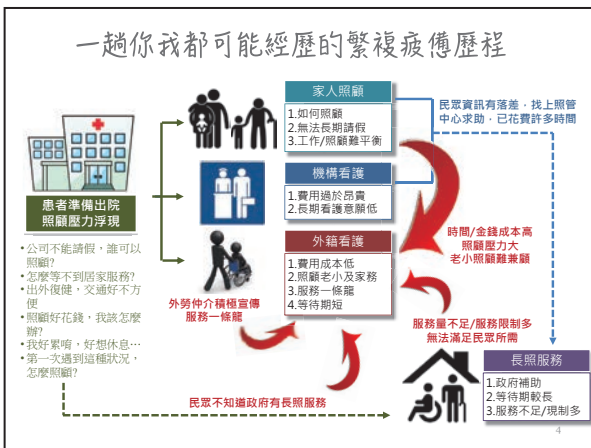 一趟你我都可能經歷的繁複疲憊歷程
患者準備出院
照顧壓力浮現
•公司不能請假，誰可以
照顧?
•怎麼等不到居家服務?
•出外復健，交通好不方
便
•照顧好花錢，我該怎麼
辦?
•我好累唷，好想休息…
•第一次遇到這種狀況，
怎麼照顧?
家人照顧
1.如何照顧
2.無法長期請假
3.工作/照顧難平衡
機構看護
1.費用過於昂貴
2.長期看護意願低
外籍看護
1.費用成本低
2.照顧老小及家務
3.服務一條龍
4.等待期短
外勞仲介積極宣傳
服務一條龍
民眾資訊有落差，找上照管
中心求助，已花費許多時間
時間/金錢成本高
照顧壓力大
老小照顧難兼顧
服務量不足/服務限制多
無法滿足民眾所需
長照服務
1.政府補助
2.等待期較長
3.服務不足/現制多
民眾不知道政府有長照服務
4